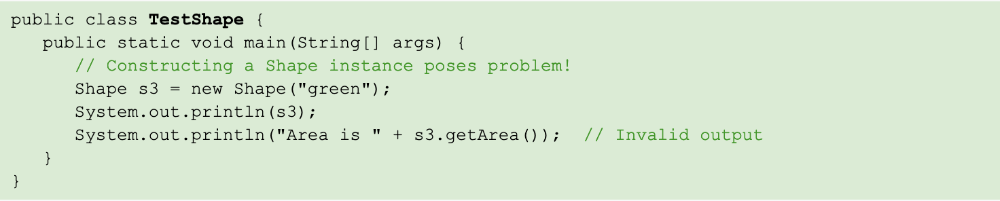 public class TestShape {
   public static void main(String[] args) {
      // Constructing a Shape instance poses problem!
      Shape s3 = new Shape("green");
      System.out.println(s3);
      System.out.println("Area is " + s3.getArea());  // Invalid output
   }
}